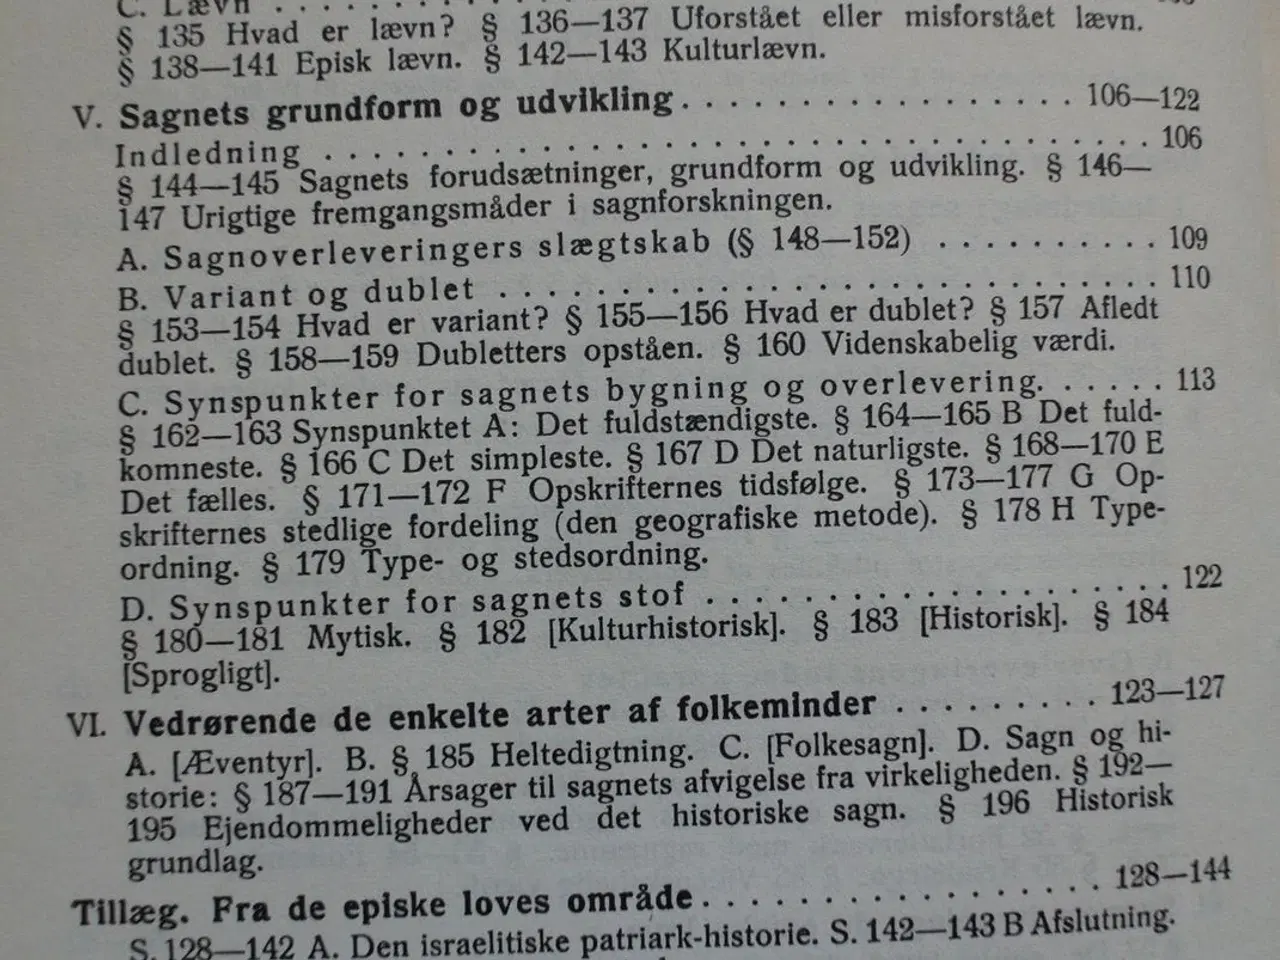 C. Lævn . . . . . . . . . . . . . . . . . . . . . . .
§ 135 Hvad er lævn? § 136—137 Uforstået eller misforstået lævn.
§ 138—141 Episk lævn. § 142—143 Kulturlævn.
V. Sagnets grundform og udvikling. . . . . . . . . . . . . . . . . . 106—122
Indledning . . . . . . . . . . . . . . . . . . . . . . . . . . . . . . . . . . 106
§ 144—145 Sagnets forudsætninger, grundform og udvikling. § 146—
147 Urigtige fremgangsmåder i sagnforskningen.
A. Sagnoverleveringers slægtskab (§ 148—152) . . . . . . . . . . . 109
B. Variant og dublet . . . . . . . . . . . . . . . . . . . . . . . . . . . . 110
§ 153—154 Hvad er variant? § 155—156 Hvad er dublet? § 157 Afledt
dublet. § 158—159 Dubletters opståen. § 160 Videnskabelig værdi.
C. Synspunkter for sagnets bygning og overlevering. . . . . . 113
§ 162—163 Synspunktet A: Det fuldstændigste. § 164—165 B Det fuld-
komneste. § 166 C Det simpleste. § 167 D Det naturligste. § 168—170 E
Det fælles. § 171—172 F Opskrifternes tidsfølge. § 173—177 G Op-
skrifternes stedlige fordeling (den geografiske metode). § 178 H Type-
ordning. § 179 Type- og stedsordning.
D. Synspunkter for sagnets stof . . . . . . . . . . . . . . . . . . . . 122
§ 180—181 Mytisk. § 182 [Kulturhistorisk]. § 183 [Historisk]. § 184
[Sprogligt].
VI. Vedrørende de enkelte arter af folkeminder . . . . . . . . . 123—127
A. [Æventyr]. B. § 185 Heltedigtning. C. [Folkesagn]. D. Sagn og hi-
storie: § 187—191 Årsager til sagnets afvigelse fra virkeligheden. § 192—
195 Ejendommeligheder ved det historiske sagn. § 196 Historisk
grundlag.
Tillæg. Fra de episke loves område. . . . . . . . . . . . . . . . . . 128—144
S. 128—142 A. Den israelitiske patriark-historie. S. 142—143 B Afslutning.